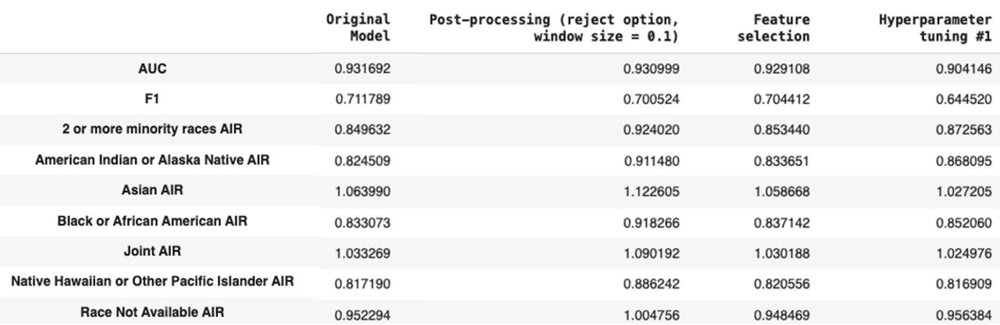 Original Model Post-processing (reject option, window size = 0.1) Feature selection Hyperparameter tuning #1
AUC 0.931692 0.930999 0.929108 0.904146
F1 0.711789 0.700524 0.704412 0.644520
2 or more minority races AIR 0.849632 0.924020 0.853440 0.872563
American Indian or Alaska Native AIR 0.824509 0.911480 0.833651 0.868095
Asian AIR 1.063990 1.122605 1.058668 1.027205
Black or African American AIR 0.833073 0.918266 0.837142 0.852060
Joint AIR 1.033269 1.090192 1.030188 1.024976
Native Hawaiian or Other Pacific Islander AIR 0.817190 0.886242 0.820556 0.816909
Race Not Available AIR 0.952294 1.004756 0.948469 0.956384